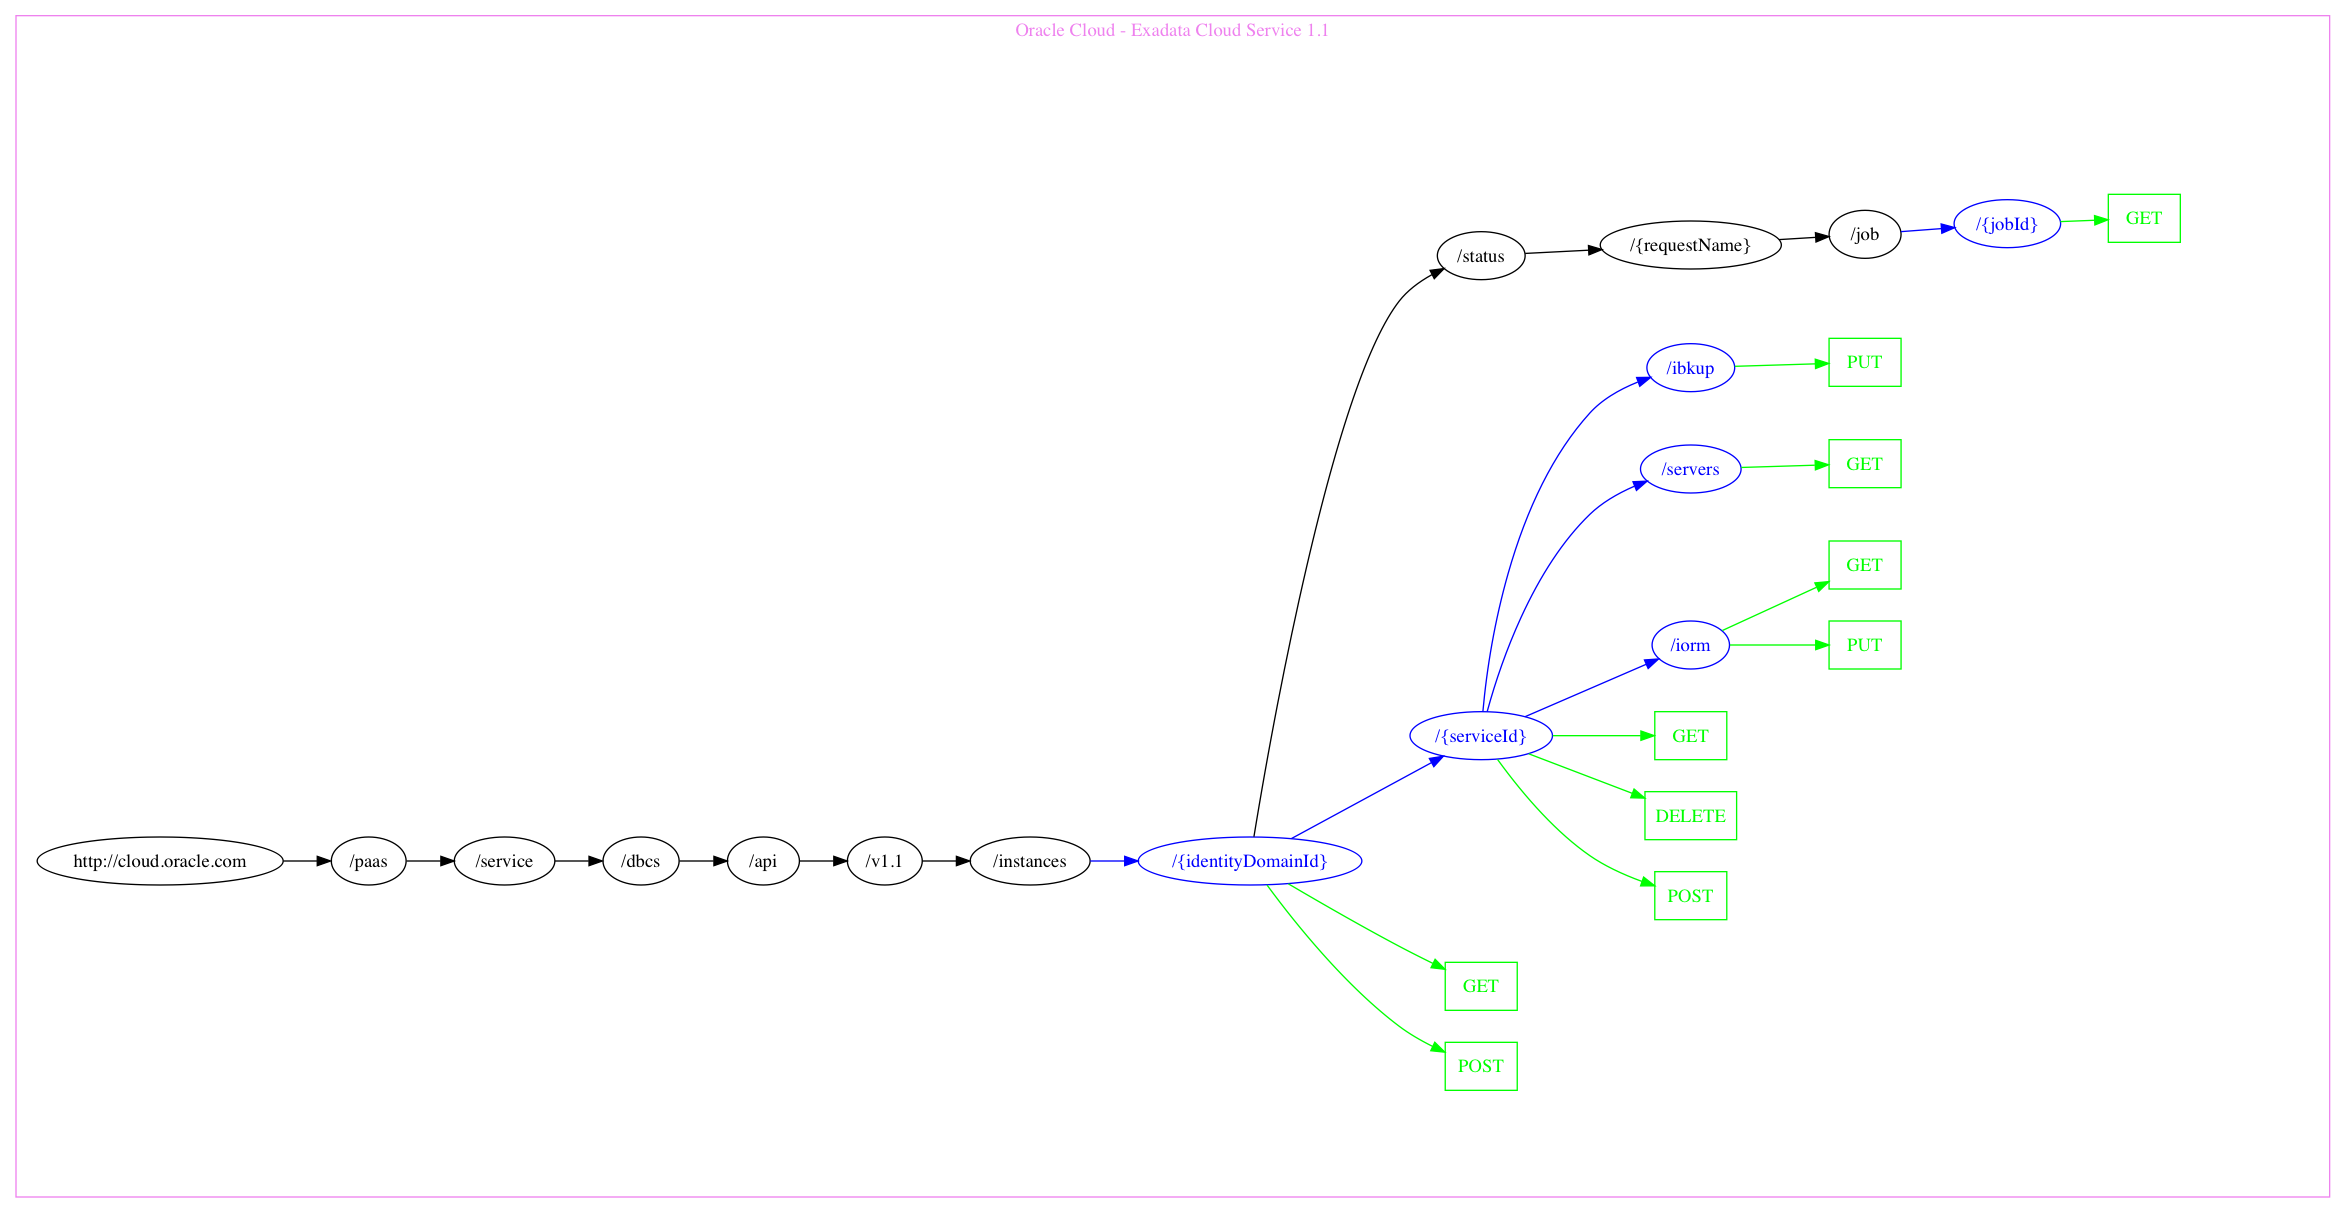 Oracle Cloud - Exadata Cloud Service 1.1
http://cloud.oracle.com
/paas
/service
/dbcs
/api
/v1.1
/instances
/{identityDomainId}
/status
/{requestName}
/job
/{jobId}
GET
/{serviceId}
/ibkup
PUT
/servers
GET
/iorm
GET
PUT
GET
DELETE
POST
GET
POST